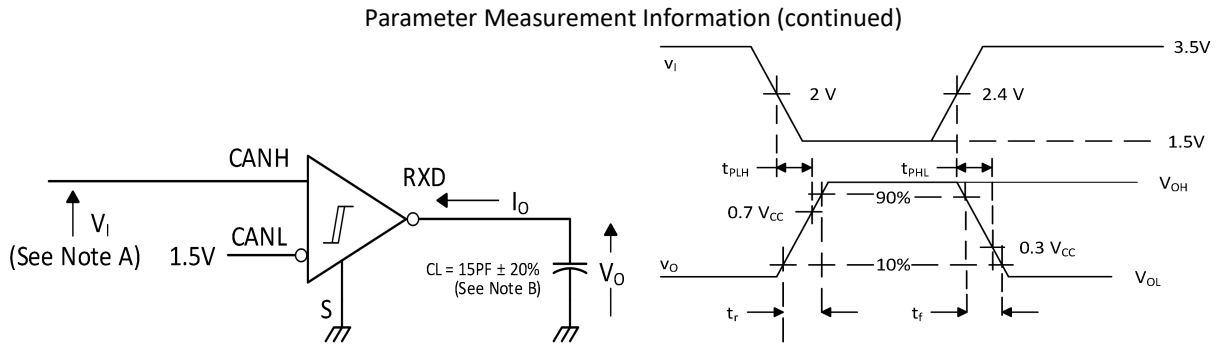 Parameter Measurement Information (continued)
CANH
RXD
I_O
V_I
(See Note A)
CANL
1.5V
CL = 15PF ± 20%
(See Note B)
V_O
S
v_I
3.5V
2 V
2.4 V
1.5V
t_PLH
t_PHL
V_OH
90%
0.7 V_CC
0.3 V_CC
v_O
10%
V_OL
t_r
t_f